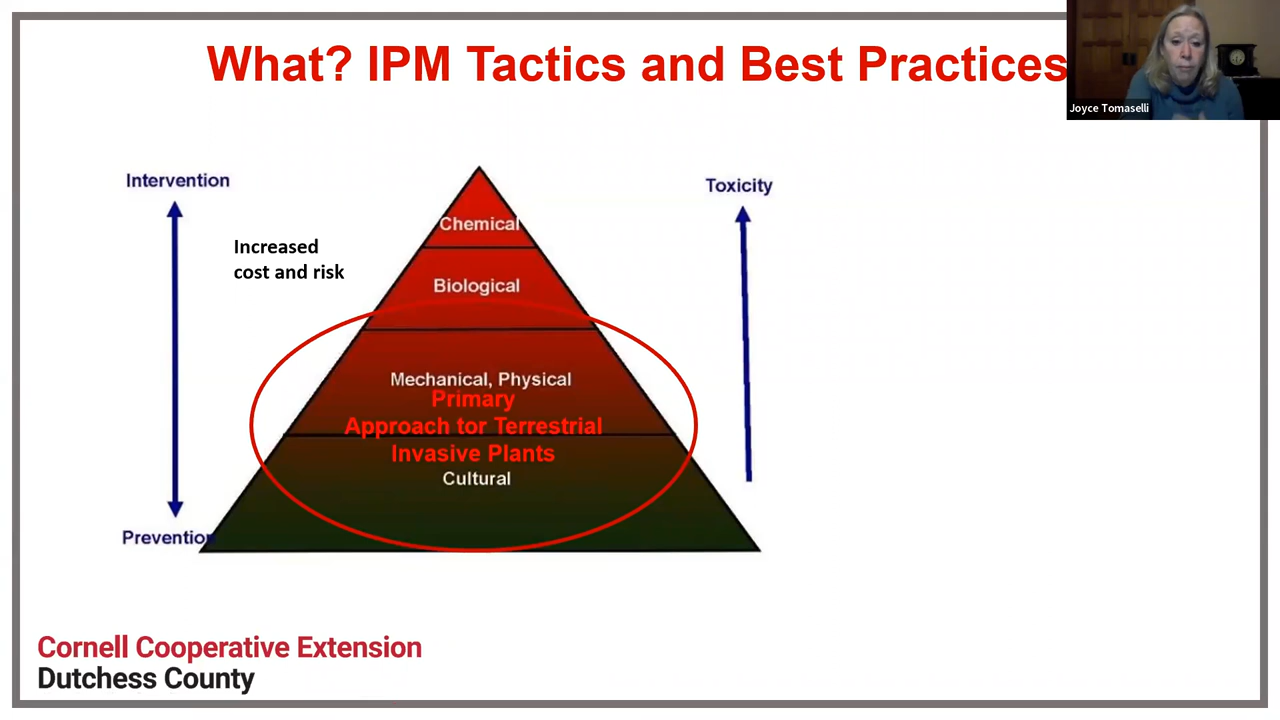 What? IPM Tactics and Best Practices
Joyce Tomaselli
Intervention
Toxicity
Chemical
Increased
cost and risk
Biological
Mechanical, Physical
Primary
Approach tor Terrestrial
Invasive Plants
Cultural
Prevention
Cornell Cooperative Extension
Dutchess County